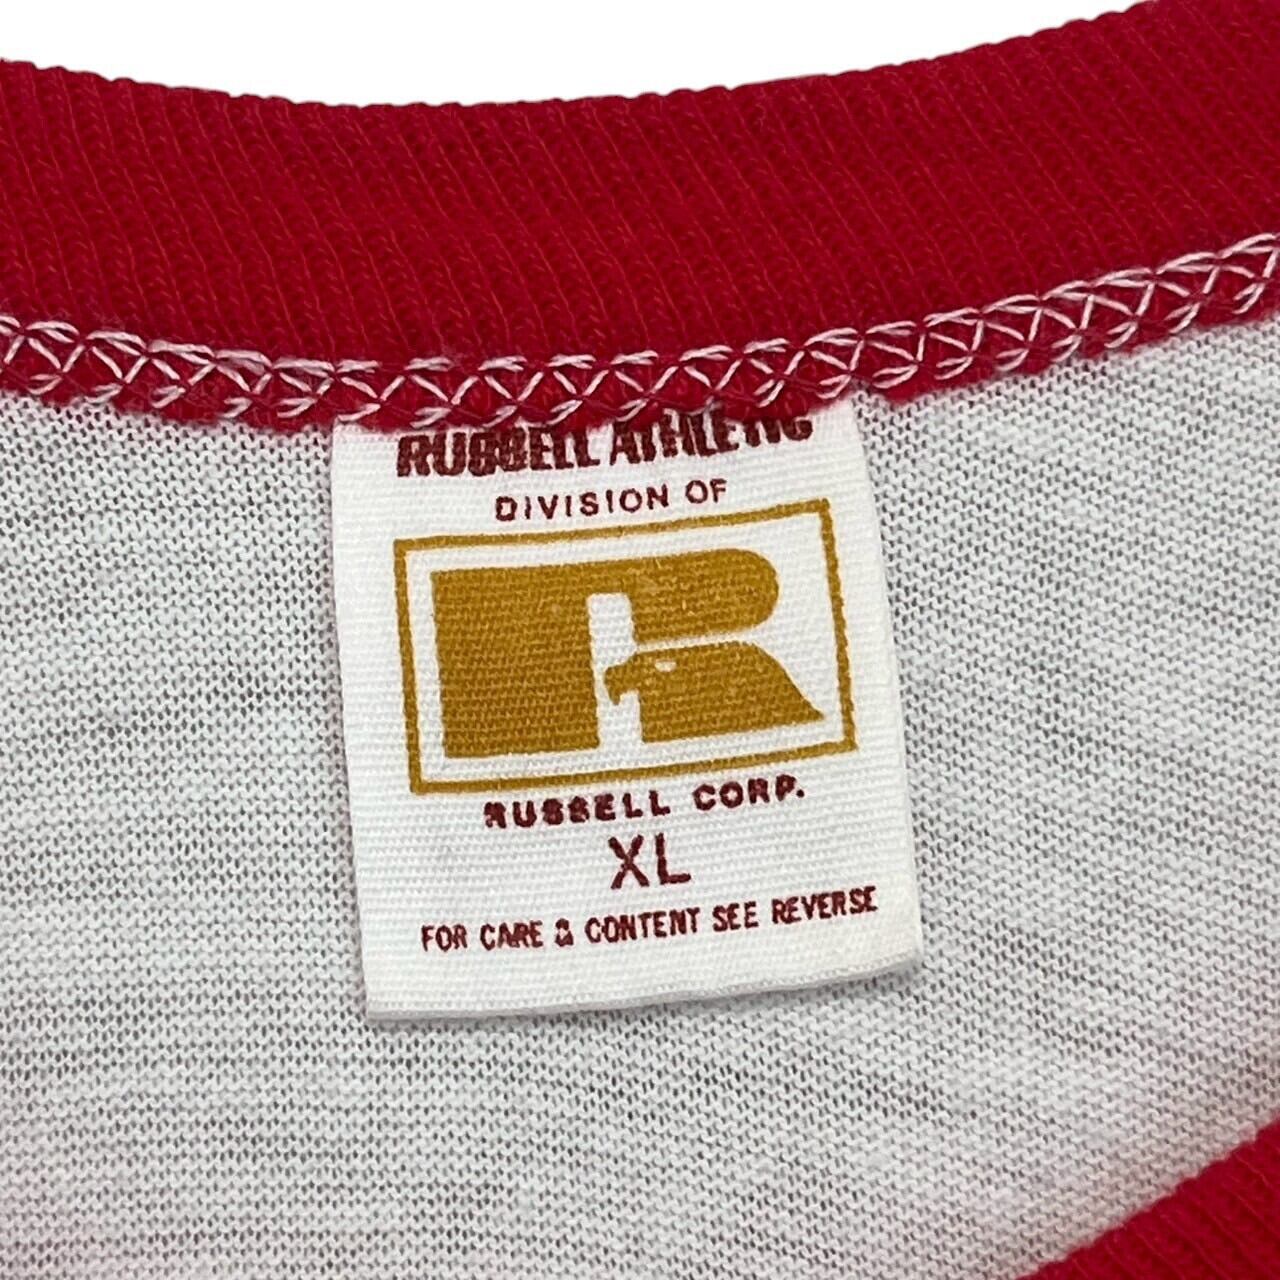 RUSSELL ATHLETIC
DIVISION OF
R
RUSSELL CORP.
XL
FOR CARE & CONTENT SEE REVERSE